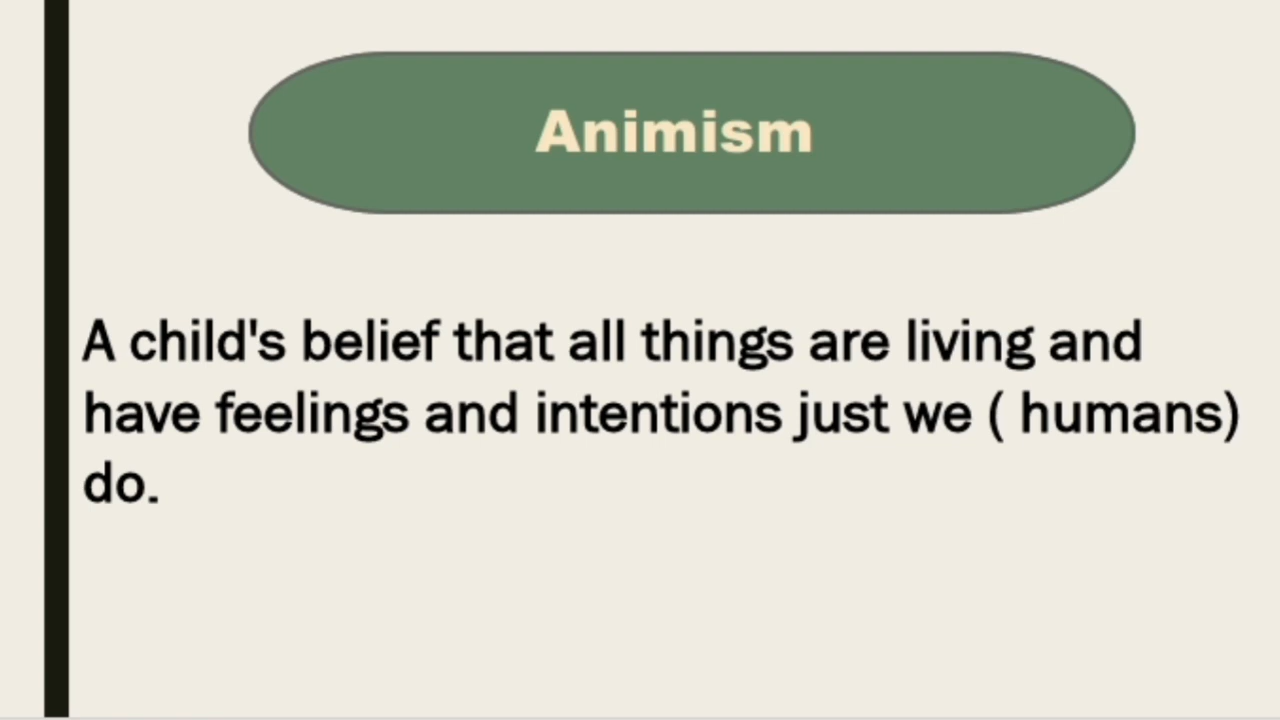 Animism
A child's belief that all things are living and
have feelings and intentions just we ( humans)
do.